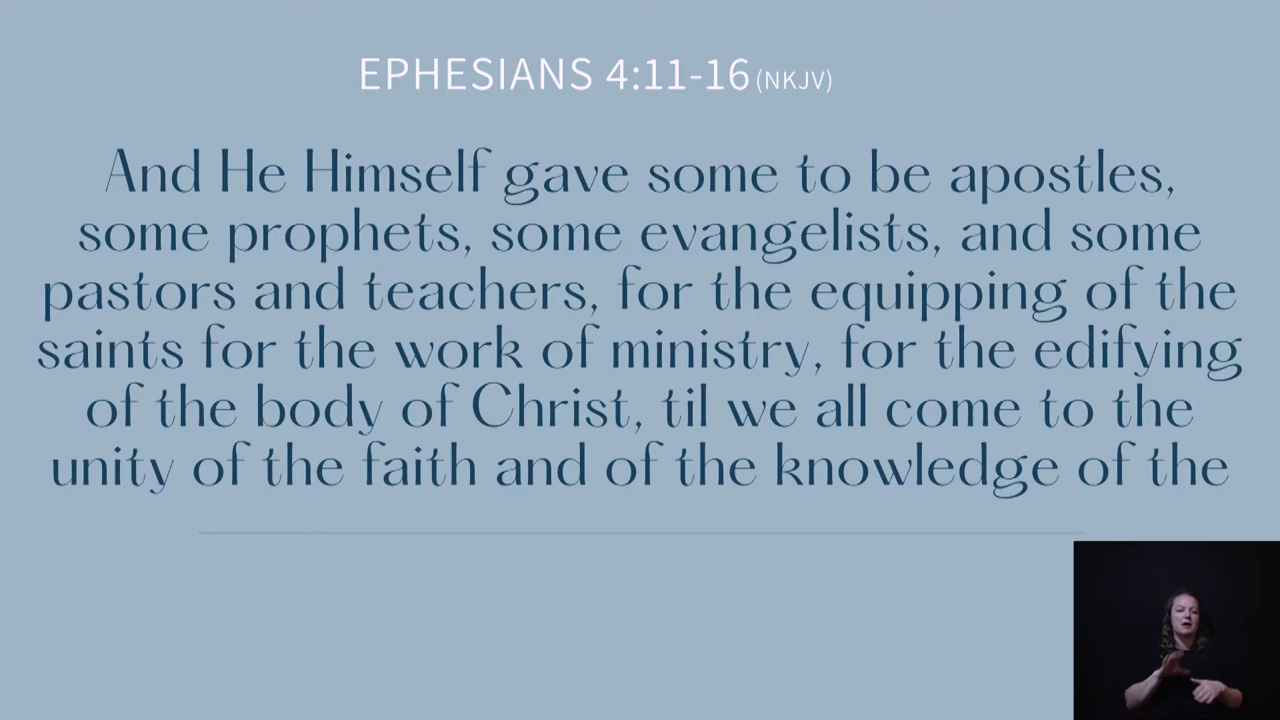 EPHESIANS 4:11-16 (NKJV)
And He Himself gave some to be apostles,
some prophets, some evangelists, and some
pastors and teachers, for the equipping of the
saints for the work of ministry, for the edifying
of the body of Christ, til we all come to the
unity of the faith and of the knowledge of the